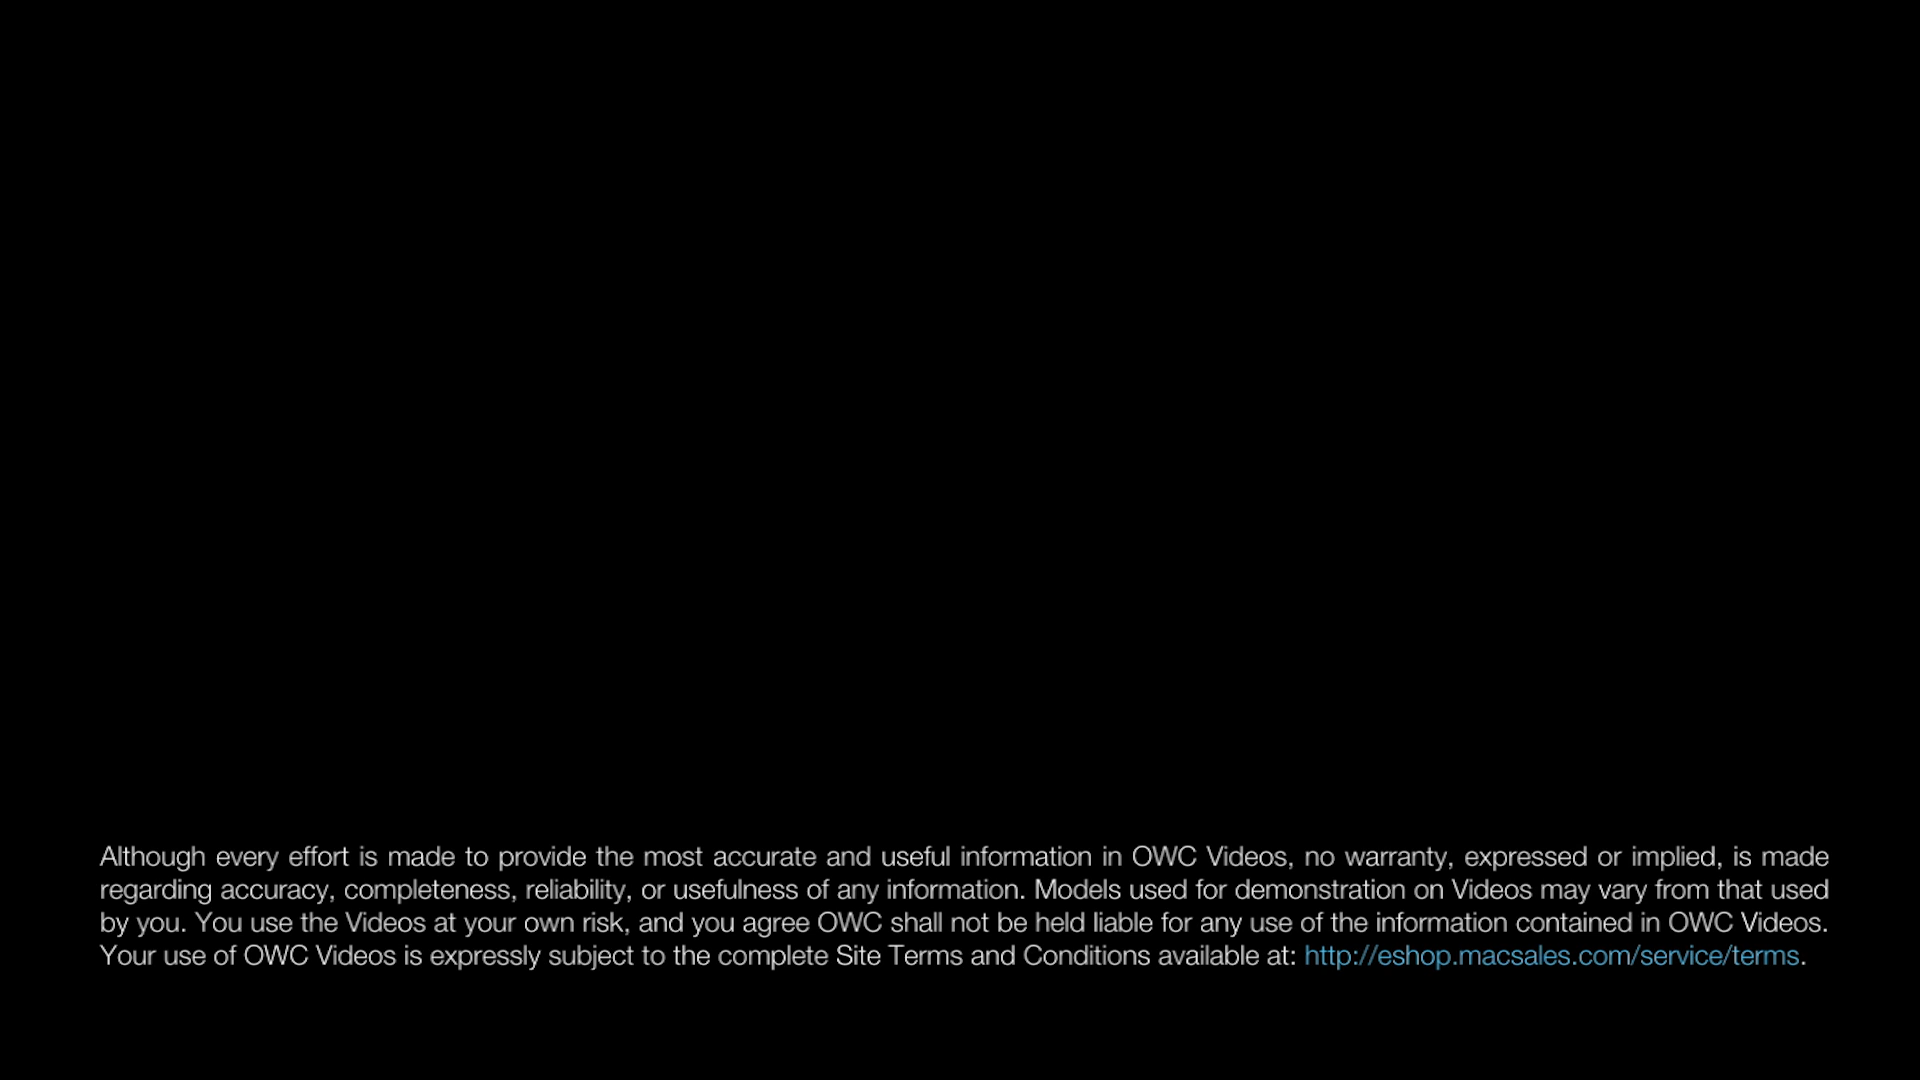 Although every effort is made to provide the most accurate and useful information in OWC Videos, no warranty, expressed or implied, is made
regarding accuracy, completeness, reliability, or usefulness of any information. Models used for demonstration on Videos may vary from that used
by you. You use the Videos at your own risk, and you agree OWC shall not be held liable for any use of the information contained in OWC Videos.
Your use of OWC Videos is expressly subject to the complete Site Terms and Conditions available at: http://eshop.macsales.com/service/terms.